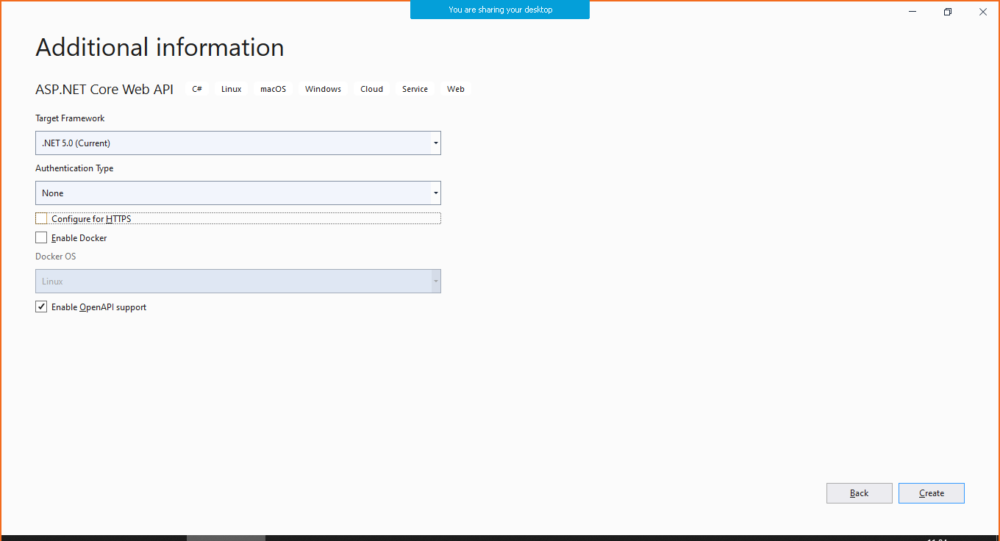 You are sharing your desktop
Additional information
ASP.NET Core Web API C# Linux macOS Windows Cloud Service Web
Target Framework
.NET 5.0 (Current)
Authentication Type
None
Configure for HTTPS
Enable Docker
Docker OS
Linux
Enable OpenAPI support
Back Create